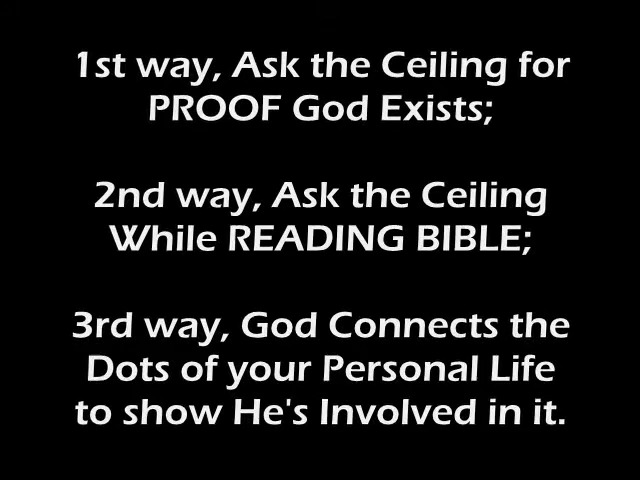 1st way, Ask the Ceiling for
PROOF God Exists;
2nd way, Ask the Ceiling
While READING BIBLE;
3rd way, God Connects the
Dots of your Personal Life
to show He's Involved in it.